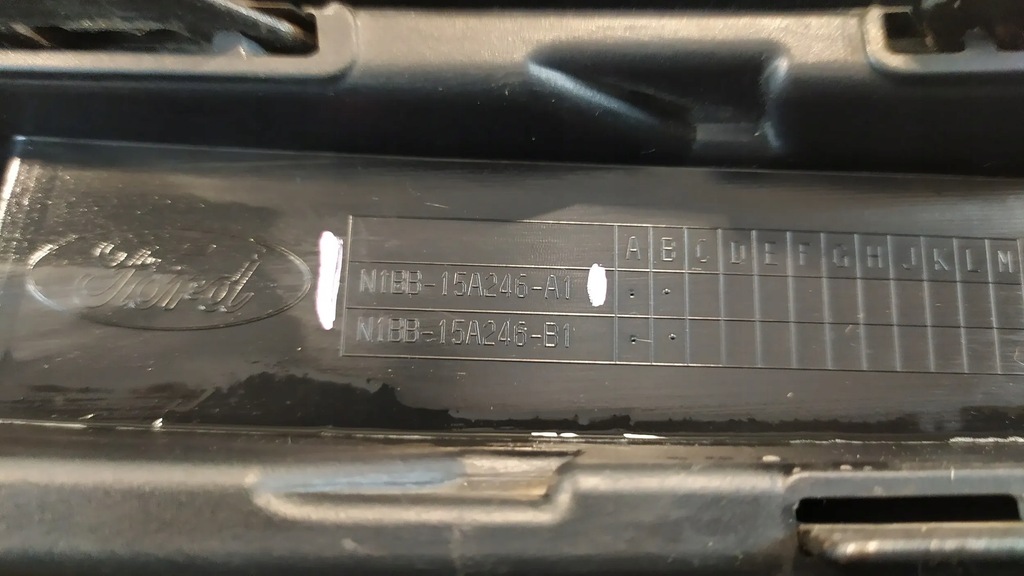 Ford
A B C D E F G H J K L M
N1BB-15A246-A1
N1BB-15A246-B1